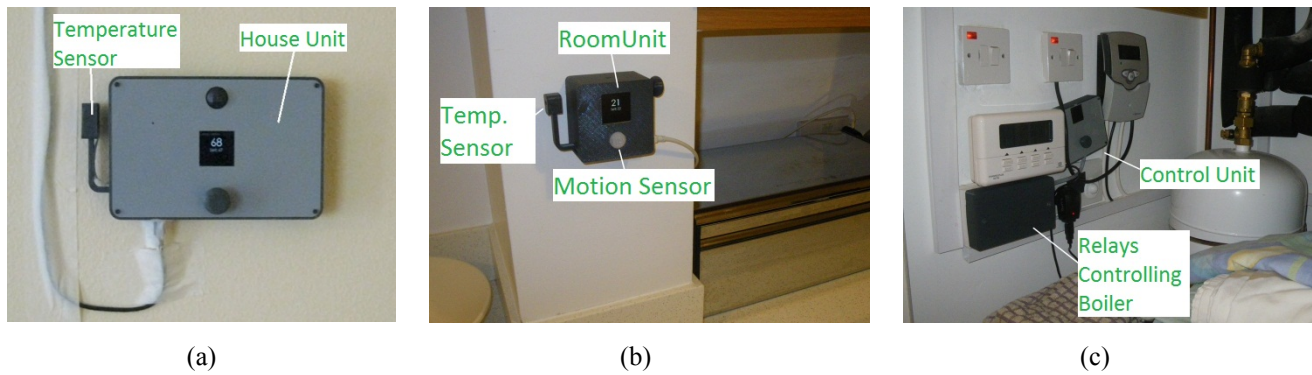 Temperature
Sensor
House Unit
68
RoomUnit
21
Temp.
Sensor
Motion Sensor
Control Unit
Relays
Controlling
Boiler
(a)
(b)
(c)